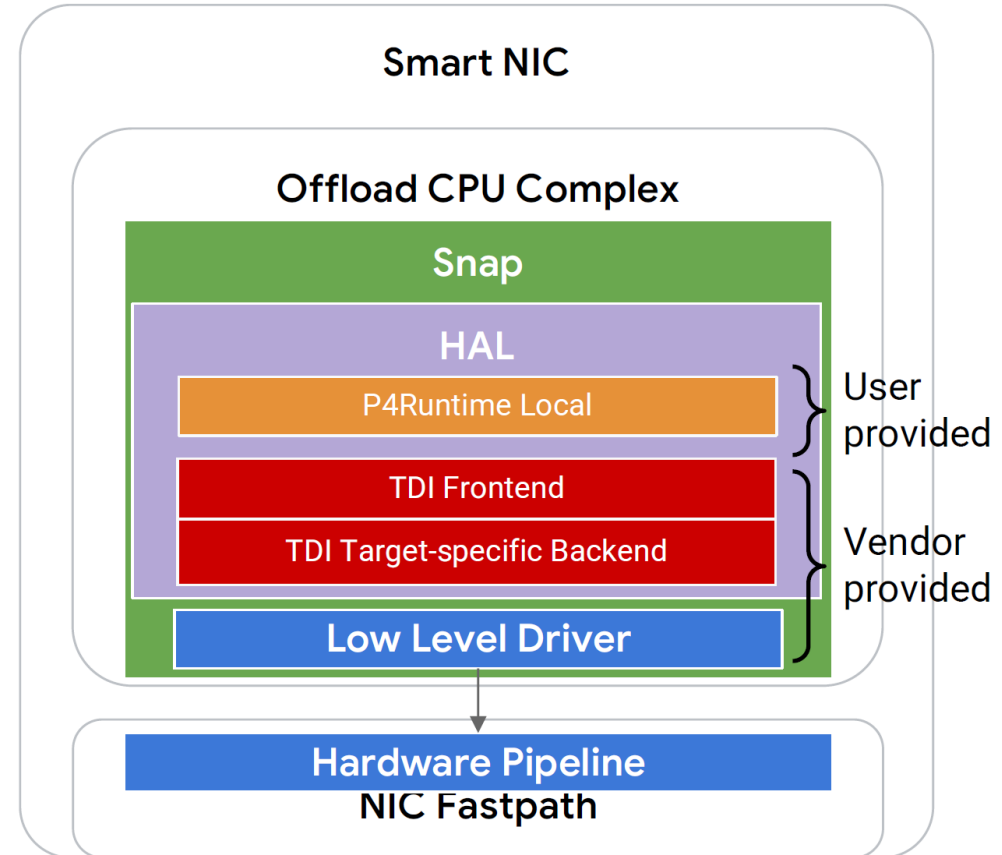 Smart NIC
Offload CPU Complex
Snap
HAL
P4Runtime Local
User
provided
TDI Frontend
TDI Target-specific Backend
Vendor
provided
Low Level Driver
Hardware Pipeline
NIC Fastpath